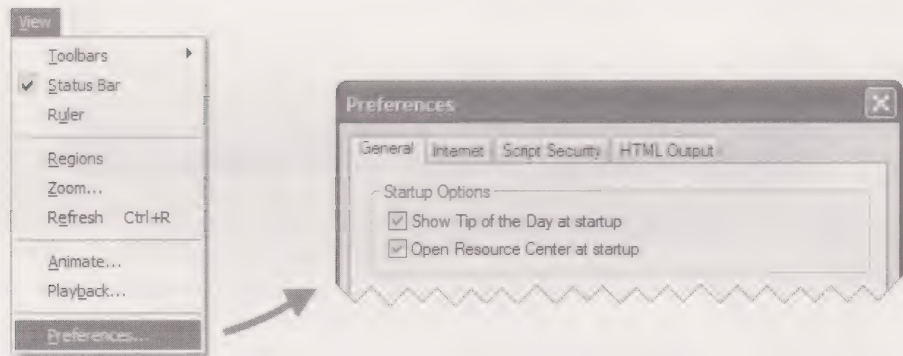 View
Toolbars
Status Bar
Ruler
Regions
Zoom...
Refresh Ctrl+R
Animate...
Playback...
Preferences...
Preferences
General Internet Script Security HTML Output
Startup Options
Show Tip of the Day at startup
Open Resource Center at startup